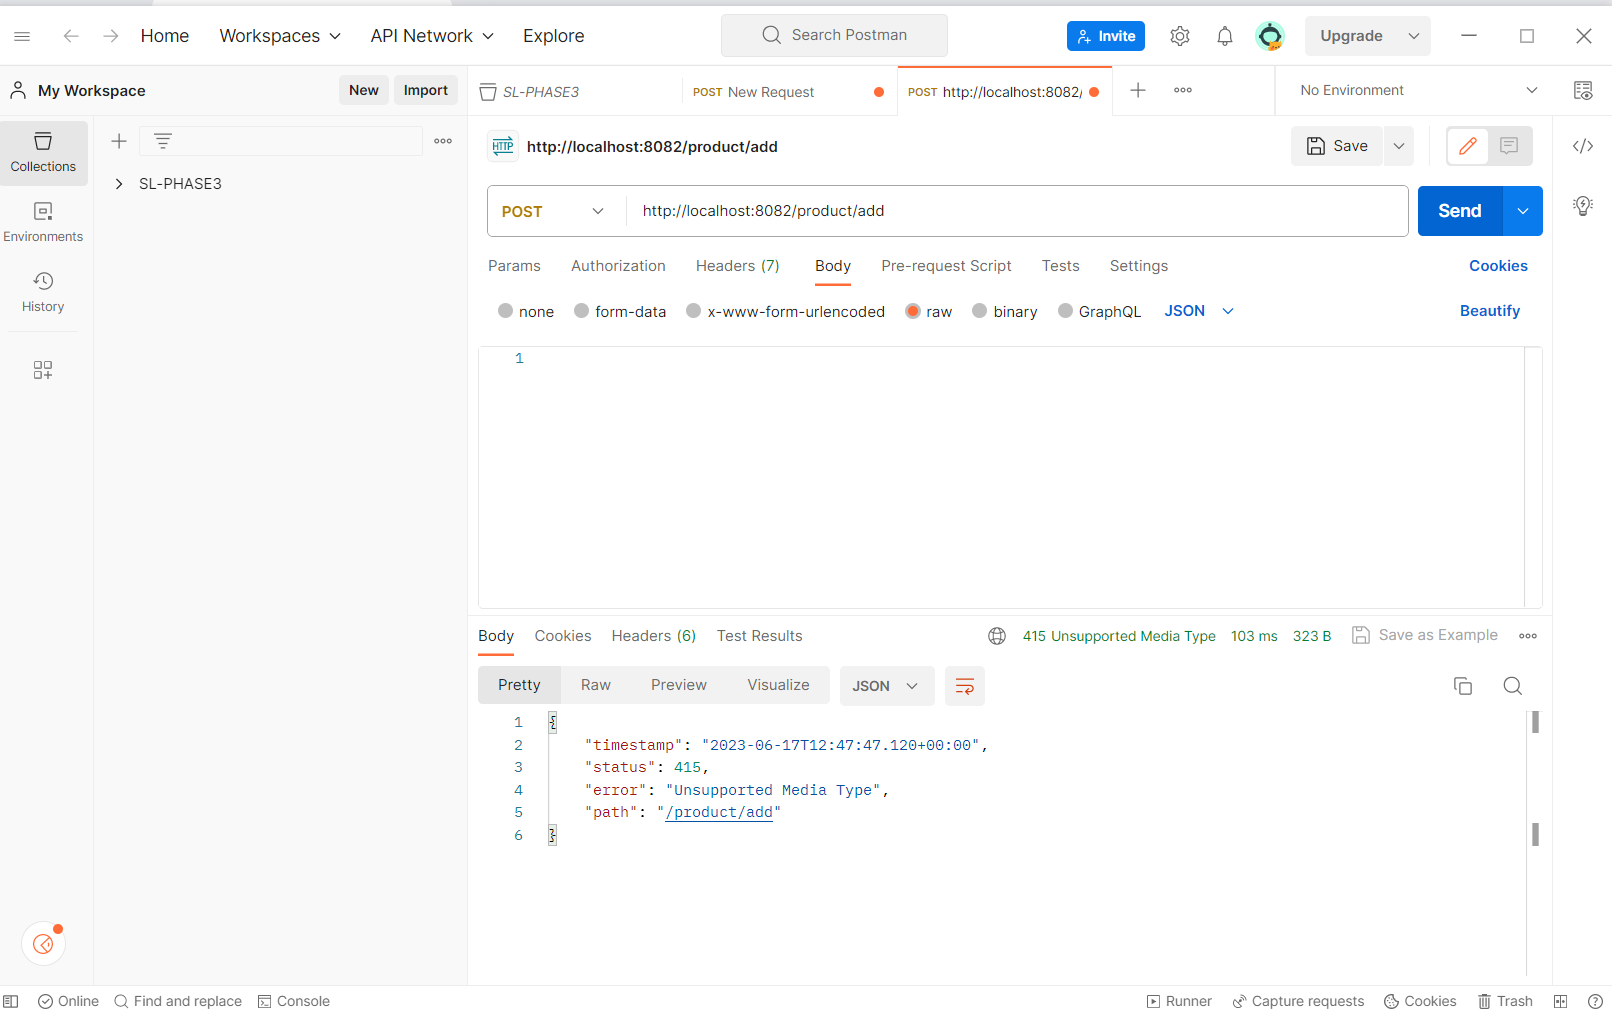 Home Workspaces API Network Explore Search Postman Invite Upgrade
My Workspace New Import SL-PHASE3 POST New Request POST http://localhost:8082/ No Environment
Collections
Environments
History
SL-PHASE3
HTTP http://localhost:8082/product/add Save
POST http://localhost:8082/product/add Send
Params Authorization Headers (7) Body Pre-request Script Tests Settings Cookies
none form-data x-www-form-urlencoded raw binary GraphQL JSON Beautify
1
Body Cookies Headers (6) Test Results 415 Unsupported Media Type 103 ms 323 B Save as Example
Pretty Raw Preview Visualize JSON
1 {
2 "timestamp": "2023-06-17T12:47:47.120+00:00",
3 "status": 415,
4 "error": "Unsupported Media Type",
5 "path": "/product/add"
6 }
Online Find and replace Console Runner Capture requests Cookies Trash